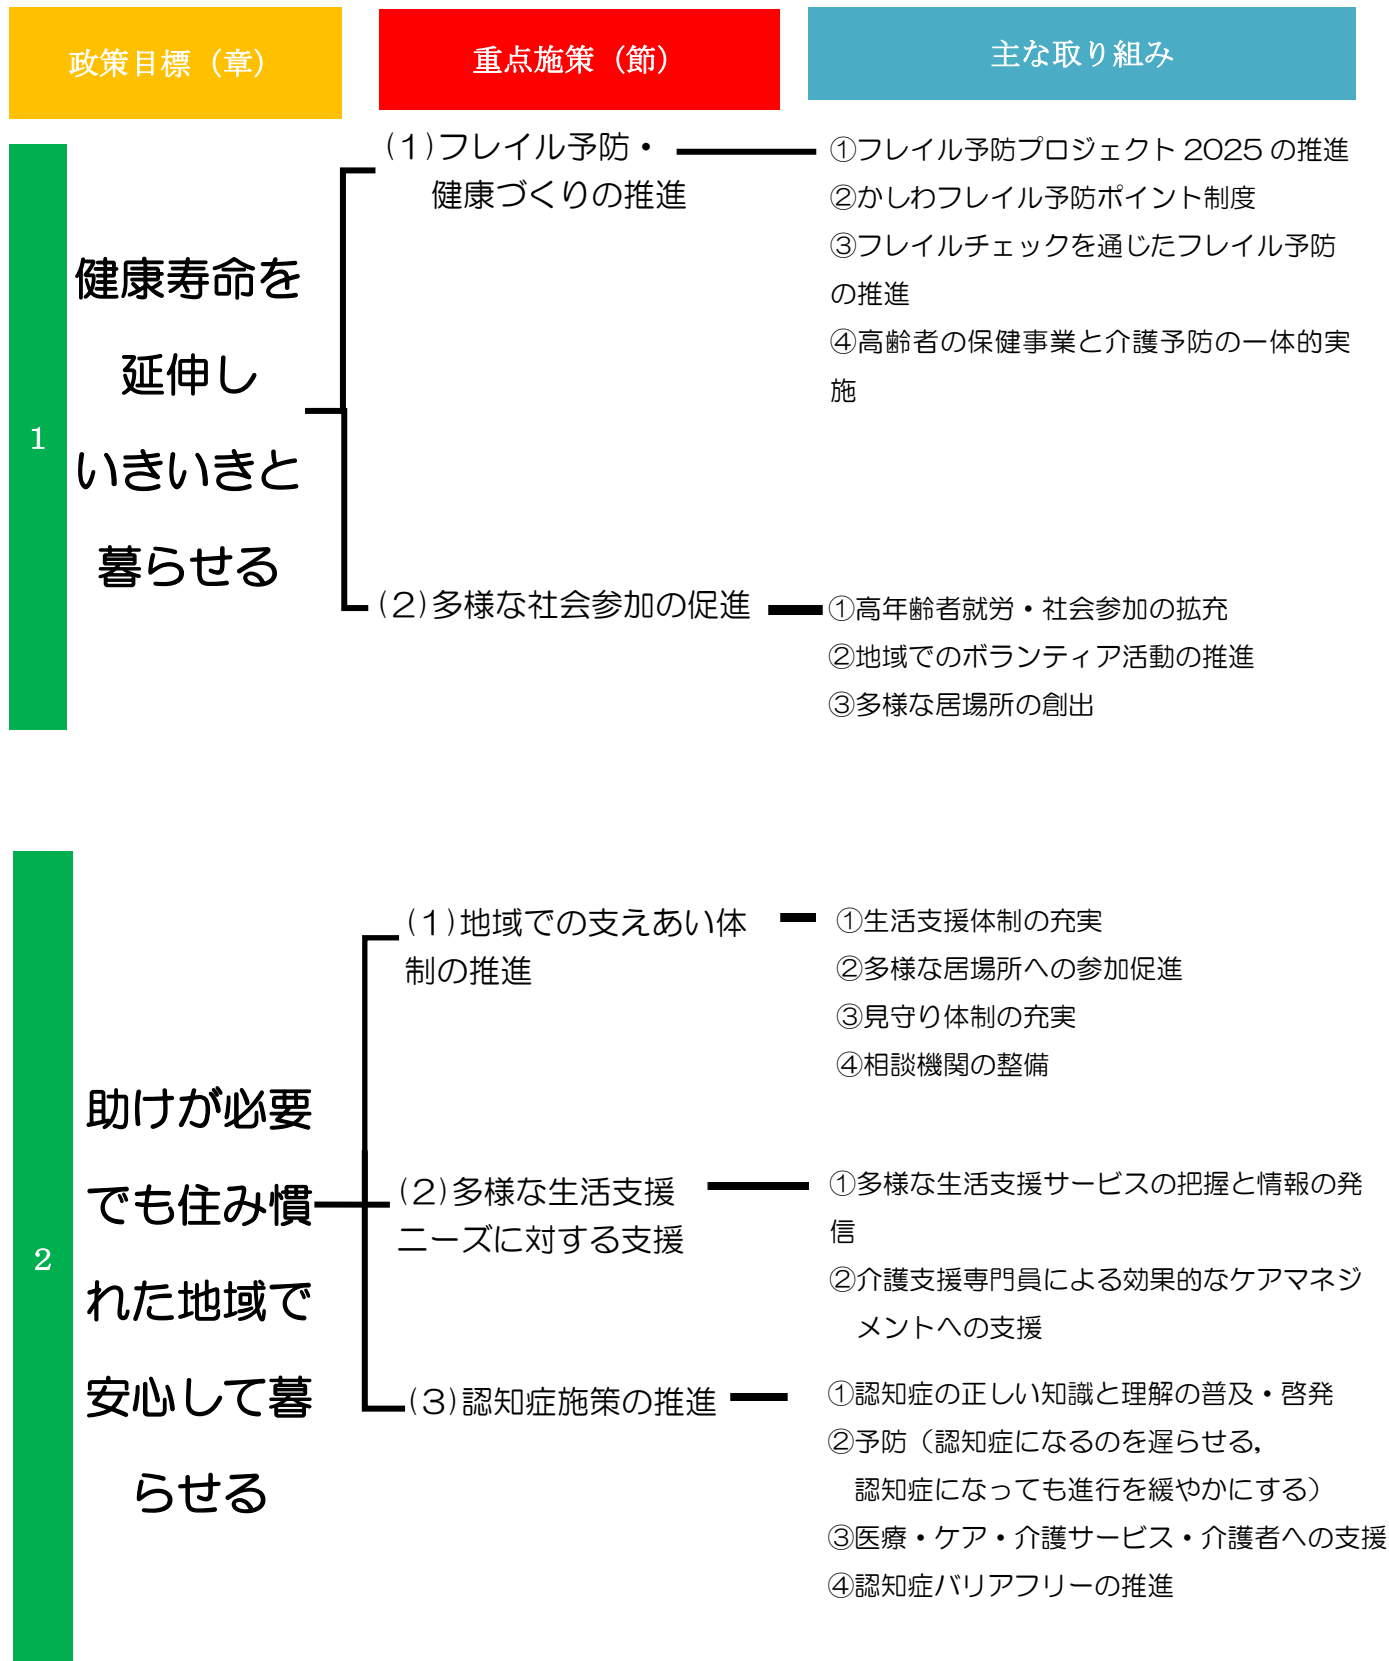 政策目標（章）
重点施策（節）
主な取り組み
1
健康寿命を
延伸し
いきいきと
暮らせる
(1)フレイル予防・
健康づくりの推進
①フレイル予防プロジェクト 2025 の推進
②かしわフレイル予防ポイント制度
③フレイルチェックを通じたフレイル予防
の推進
④高齢者の保健事業と介護予防の一体的実
施
(2)多様な社会参加の促進
①高年齢者就労・社会参加の拡充
②地域でのボランティア活動の推進
③多様な居場所の創出
2
助けが必要
でも住み慣
れた地域で
安心して暮
らせる
(1)地域での支えあい体
制の推進
①生活支援体制の充実
②多様な居場所への参加促進
③見守り体制の充実
④相談機関の整備
(2)多様な生活支援
ニーズに対する支援
①多様な生活支援サービスの把握と情報の発
信
②介護支援専門員による効果的なケアマネジ
メントへの支援
(3)認知症施策の推進
①認知症の正しい知識と理解の普及・啓発
②予防（認知症になるのを遅らせる,
認知症になっても進行を緩やかにする）
③医療・ケア・介護サービス・介護者への支援
④認知症バリアフリーの推進